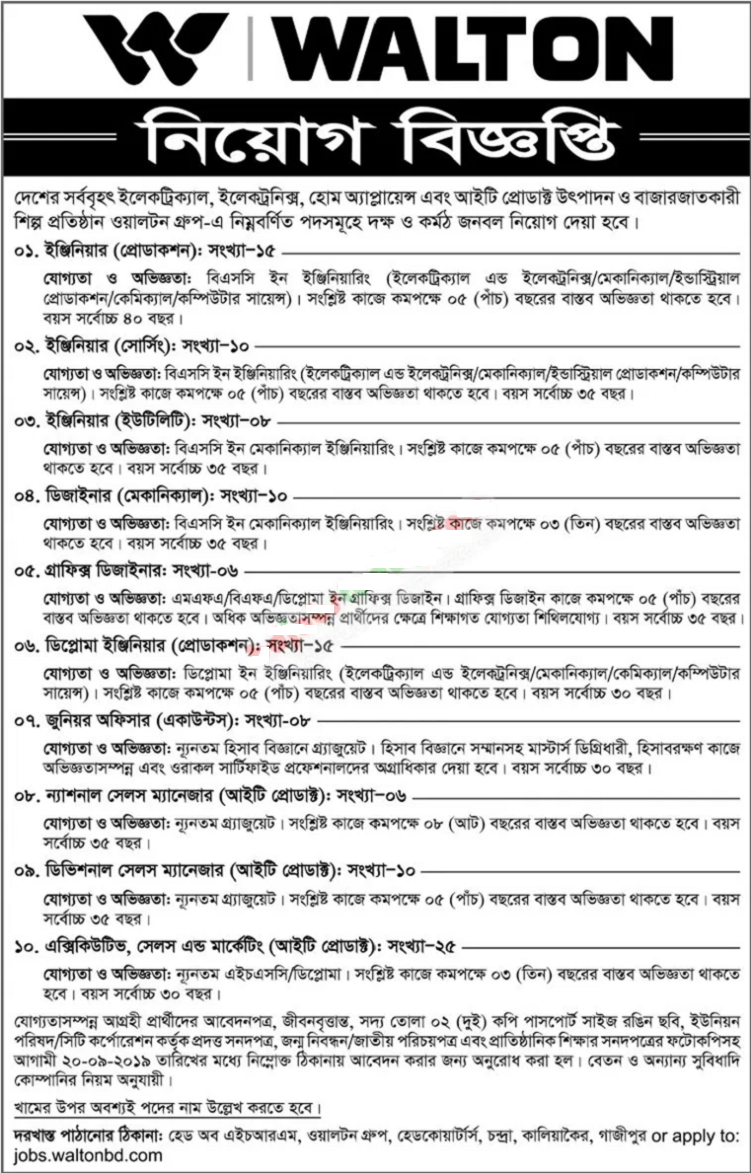 WALTON
নিয়োগ বিজ্ঞপ্তি
দেশের সর্ববৃহৎ ইলেকট্রিক্যাল, ইলেকট্রনিক্স, হোম অ্যাপ্লায়েন্স এবং আইটি প্রোডাক্ট উৎপাদন ও বাজারজাতকারী
শিল্প প্রতিষ্ঠান ওয়ালটন গ্রুপ-এ নিম্নবর্ণিত পদসমূহে দক্ষ ও কর্মঠ জনবল নিয়োগ দেয়া হবে।
০১. ইঞ্জিনিয়ার (প্রোডাকশন): সংখ্যা-১৫
যোগ্যতা ও অভিজ্ঞতা: বিএসসি ইন ইঞ্জিনিয়ারিং (ইলেকট্রিক্যাল এন্ড ইলেকট্রনিক্স/মেকানিক্যাল/ইন্ডাস্ট্রিয়াল
প্রোডাকশন/কেমিক্যাল/কম্পিউটার সায়েন্স)। সংশ্লিষ্ট কাজে কমপক্ষে ০৫ (পাঁচ) বছরের বাস্তব অভিজ্ঞতা থাকতে হবে।
বয়স সর্বোচ্চ ৪০ বছর।
০২. ইঞ্জিনিয়ার (সোর্সিং): সংখ্যা-১০
যোগ্যতা ও অভিজ্ঞতা: বিএসসি ইন ইঞ্জিনিয়ারিং (ইলেকট্রিক্যাল এন্ড ইলেকট্রনিক্স/মেকানিক্যাল/ইন্ডাস্ট্রিয়াল প্রোডাকশন/কম্পিউটার
সায়েন্স)। সংশ্লিষ্ট কাজে কমপক্ষে ০৫ (পাঁচ) বছরের বাস্তব অভিজ্ঞতা থাকতে হবে। বয়স সর্বোচ্চ ৩৫ বছর।
০৩. ইঞ্জিনিয়ার (ইউটিলিটি): সংখ্যা-০৮
যোগ্যতা ও অভিজ্ঞতা: বিএসসি ইন মেকানিক্যাল ইঞ্জিনিয়ারিং। সংশ্লিষ্ট কাজে কমপক্ষে ০৫ (পাঁচ) বছরের বাস্তব অভিজ্ঞতা
থাকতে হবে। বয়স সর্বোচ্চ ৩৫ বছর।
০৪. ডিজাইনার (মেকানিক্যাল): সংখ্যা-১০
যোগ্যতা ও অভিজ্ঞতা: বিএসসি ইন মেকানিক্যাল ইঞ্জিনিয়ারিং। সংশ্লিষ্ট কাজে কমপক্ষে ০৩ (তিন) বছরের বাস্তব অভিজ্ঞতা
থাকতে হবে। বয়স সর্বোচ্চ ৩৫ বছর।
০৫. গ্রাফিক্স ডিজাইনার: সংখ্যা-০৬
যোগ্যতা ও অভিজ্ঞতা: এমএফএ/বিএফএ/ডিপ্লোমা ইন গ্রাফিক্স ডিজাইন। গ্রাফিক্স ডিজাইন কাজে কমপক্ষে ০৫ (পাঁচ) বছরের
বাস্তব অভিজ্ঞতা থাকতে হবে। অধিক অভিজ্ঞতাসম্পন্ন প্রার্থীদের ক্ষেত্রে শিক্ষাগত যোগ্যতা শিথিলযোগ্য। বয়স সর্বোচ্চ ৩৫ বছর।
০৬. ডিপ্লোমা ইঞ্জিনিয়ার (প্রোডাকশন): সংখ্যা-১৫
যোগ্যতা ও অভিজ্ঞতা: ডিপ্লোমা ইন ইঞ্জিনিয়ারিং (ইলেকট্রিক্যাল এন্ড ইলেকট্রনিক্স/মেকানিক্যাল/কেমিক্যাল/কম্পিউটার
সায়েন্স)। সংশ্লিষ্ট কাজে কমপক্ষে ০৫ (পাঁচ) বছরের বাস্তব অভিজ্ঞতা থাকতে হবে। বয়স সর্বোচ্চ ৩০ বছর।
০৭. জুনিয়র অফিসার (একাউন্টস): সংখ্যা-০৮
যোগ্যতা ও অভিজ্ঞতা: ন্যূনতম হিসাব বিজ্ঞানে গ্র্যাজুয়েট। হিসাব বিজ্ঞানে সম্মানসহ মাস্টার্স ডিগ্রিধারী, হিসাবরক্ষণ কাজে
অভিজ্ঞতাসম্পন্ন এবং ওরাকল সার্টিফাইড প্রফেশনালদের অগ্রাধিকার দেয়া হবে। বয়স সর্বোচ্চ ৩০ বছর।
০৮. ন্যাশনাল সেলস ম্যানেজার (আইটি প্রোডাক্ট): সংখ্যা-০৬
যোগ্যতা ও অভিজ্ঞতা: ন্যূনতম গ্র্যাজুয়েট। সংশ্লিষ্ট কাজে কমপক্ষে ০৮ (আট) বছরের বাস্তব অভিজ্ঞতা থাকতে হবে। বয়স
সর্বোচ্চ ৩৫ বছর।
০৯. ডিভিশনাল সেলস ম্যানেজার (আইটি প্রোডাক্ট): সংখ্যা-১০
যোগ্যতা ও অভিজ্ঞতা: ন্যূনতম গ্র্যাজুয়েট। সংশ্লিষ্ট কাজে কমপক্ষে ০৫ (পাঁচ) বছরের বাস্তব অভিজ্ঞতা থাকতে হবে। বয়স
সর্বোচ্চ ৩৫ বছর।
১০. এক্সিকিউটিভ, সেলস এন্ড মার্কেটিং (আইটি প্রোডাক্ট): সংখ্যা-২৫
যোগ্যতা ও অভিজ্ঞতা: ন্যূনতম এইচএসসি/ডিপ্লোমা। সংশ্লিষ্ট কাজে কমপক্ষে ০৩ (তিন) বছরের বাস্তব অভিজ্ঞতা থাকতে
হবে। বয়স সর্বোচ্চ ৩০ বছর।
যোগ্যতাসম্পন্ন আগ্রহী প্রার্থীদের আবেদনপত্র, জীবনবৃত্তান্ত, সদ্য তোলা ০২ (দুই) কপি পাসপোর্ট সাইজ রঙিন ছবি, ইউনিয়ন
পরিষদ/সিটি কর্পোরেশন কর্তৃক প্রদত্ত সনদপত্র, জন্ম নিবন্ধন/জাতীয় পরিচয়পত্র এবং প্রাতিষ্ঠানিক শিক্ষার সনদপত্রের ফটোকপিসহ
আগামী ২০-০৯-২০১৯ তারিখের মধ্যে নিম্নোক্ত ঠিকানায় আবেদন করার জন্য অনুরোধ করা হল। বেতন ও অন্যান্য সুবিধাদি
কোম্পানির নিয়ম অনুযায়ী।
খামের উপর অবশ্যই পদের নাম উল্লেখ করতে হবে।
দরখাস্ত পাঠানোর ঠিকানা: হেড অব এইচআরএম, ওয়ালটন গ্রুপ, হেডকোয়ার্টার্স, চন্দ্রা, কালিয়াকৈর, গাজীপুর or apply to:
jobs.waltonbd.com